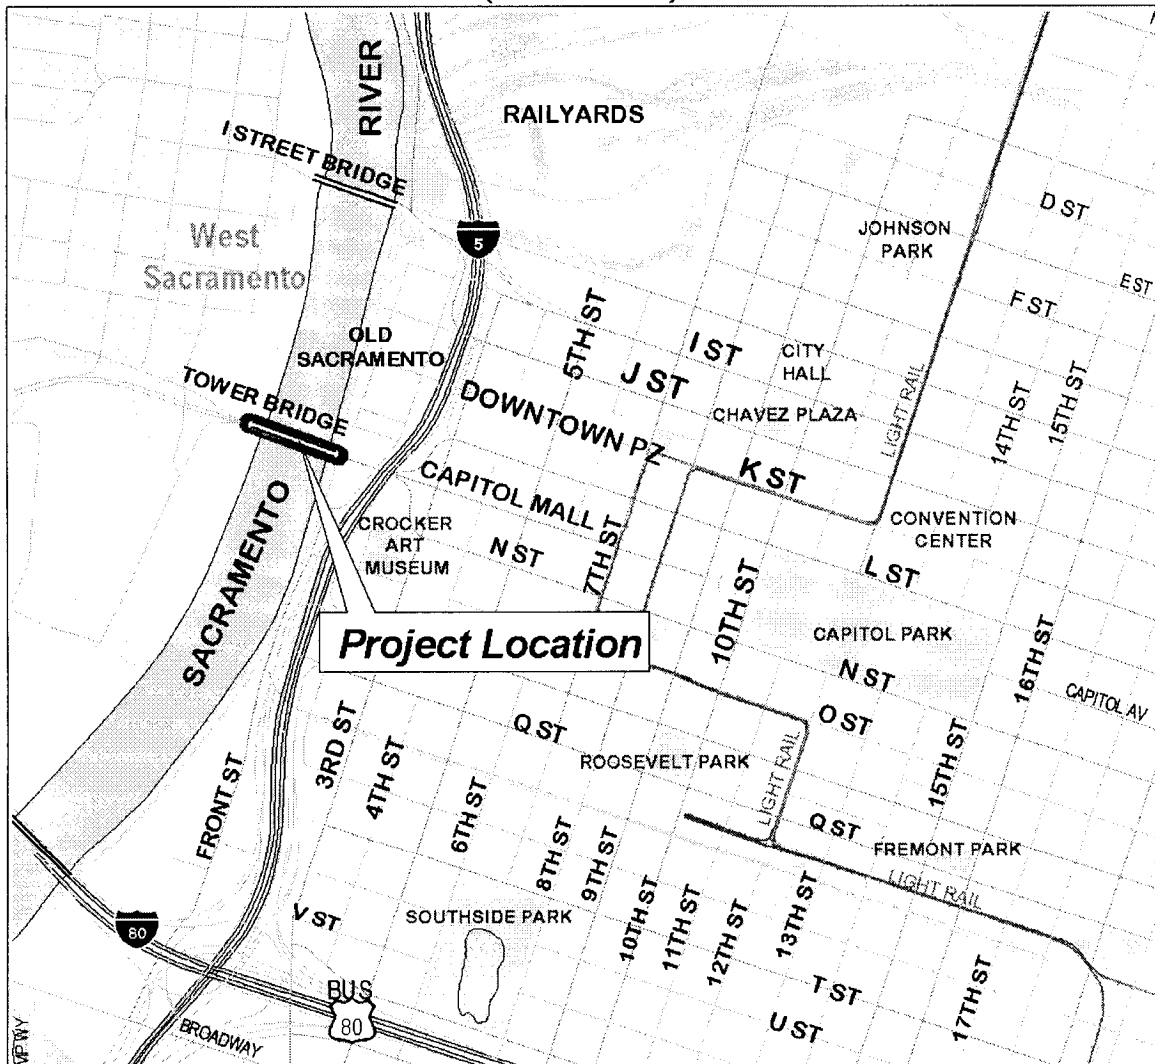 RIVER
RAILYARDS
I STREET BRIDGE
5
West
Sacramento
JOHNSON
PARK
D ST
E ST
F ST
OLD
SACRAMENTO
5TH ST
I ST
J ST
CITY
HALL
CHAVEZ PLAZA
LIGHT RAIL
14TH ST
15TH ST
TOWER BRIDGE
DOWNTOWN PZ
K ST
CAPITOL MALL
CONVENTION
CENTER
SACRAMENTO
CROCKER
ART
MUSEUM
N ST
7TH ST
L ST
10TH ST
Project Location
CAPITOL PARK
N ST
O ST
16TH ST
CAPITOL AV
3RD ST
4TH ST
Q ST
ROOSEVELT PARK
LIGHT RAIL
15TH ST
FRONT ST
6TH ST
8TH ST
9TH ST
Q ST
FREMONT PARK
LIGHT RAIL
80
V ST
SOUTHSIDE PARK
10TH ST
11TH ST
12TH ST
13TH ST
T ST
U ST
17TH ST
BUS
80
BROADWAY